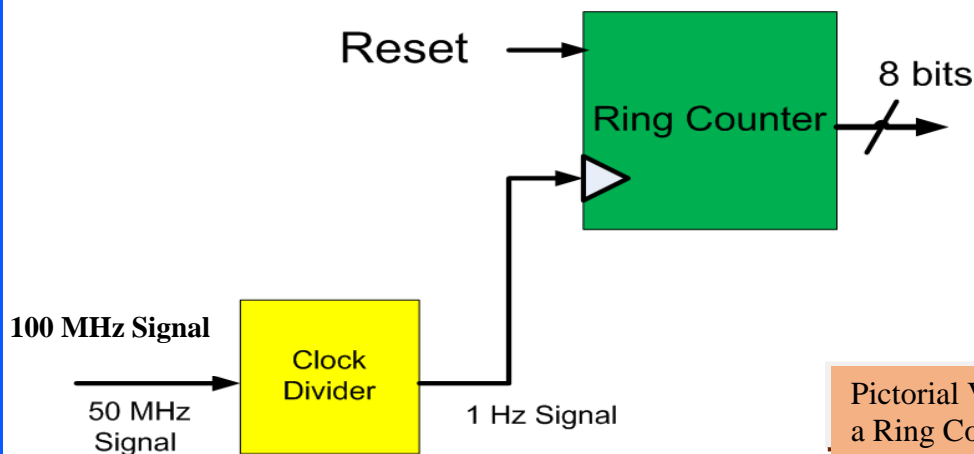 Reset
8 bits
Ring Counter
100 MHz Signal
Clock
Divider
50 MHz
Signal
1 Hz Signal
Pictorial
a Ring